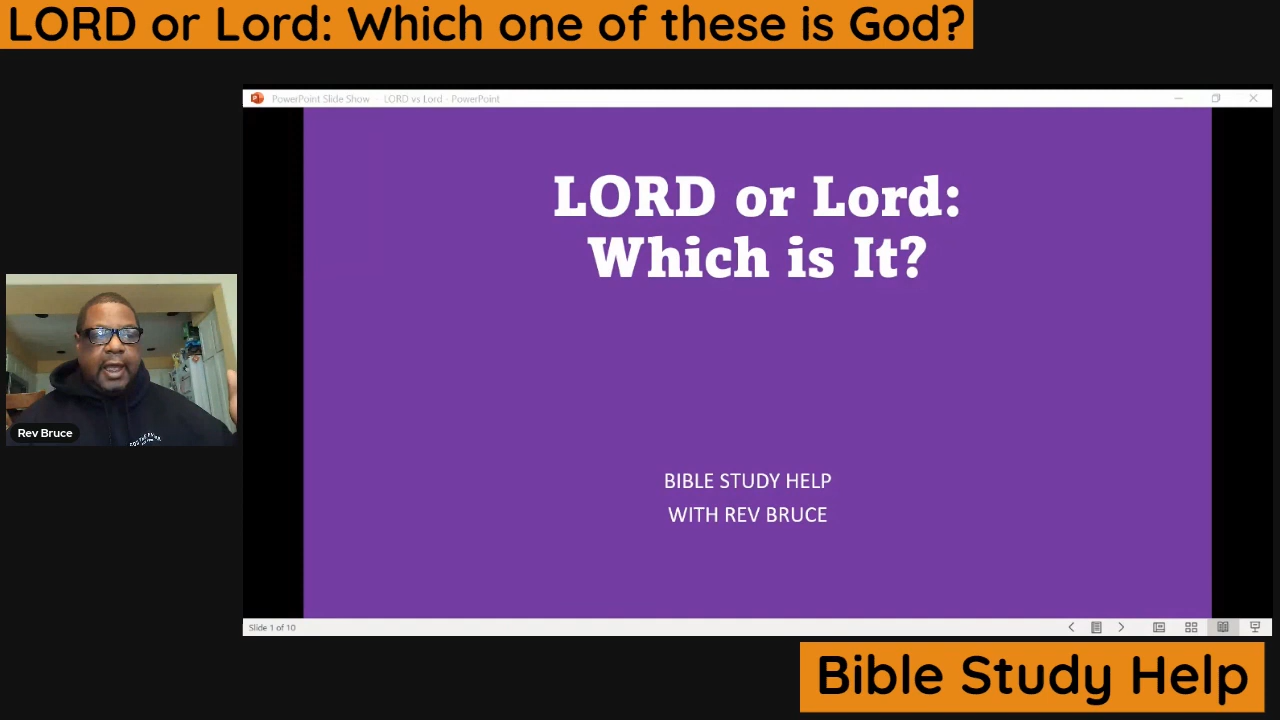 LORD or Lord: Which one of these is God?
PowerPoint Slide Show - LORD vs Lord - PowerPoint
LORD or Lord:
Which is It?
BIBLE STUDY HELP
WITH REV BRUCE
Rev Bruce
Slide 1 of 10
Bible Study Help